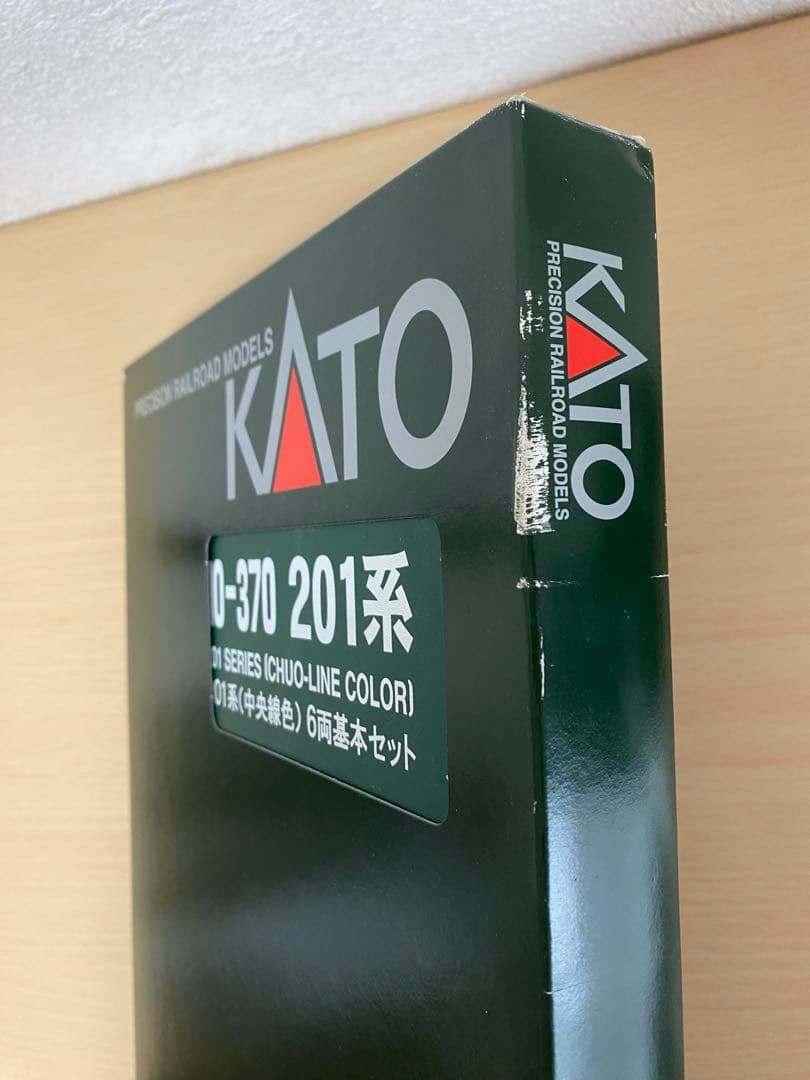 PRECISION RAILROAD MODELS
KATO
0-370 201系
01 SERIES (CHUO-LINE COLOR)
01系(中央線色) 6両基本セット
KATO
PRECISION RAILROAD MODELS